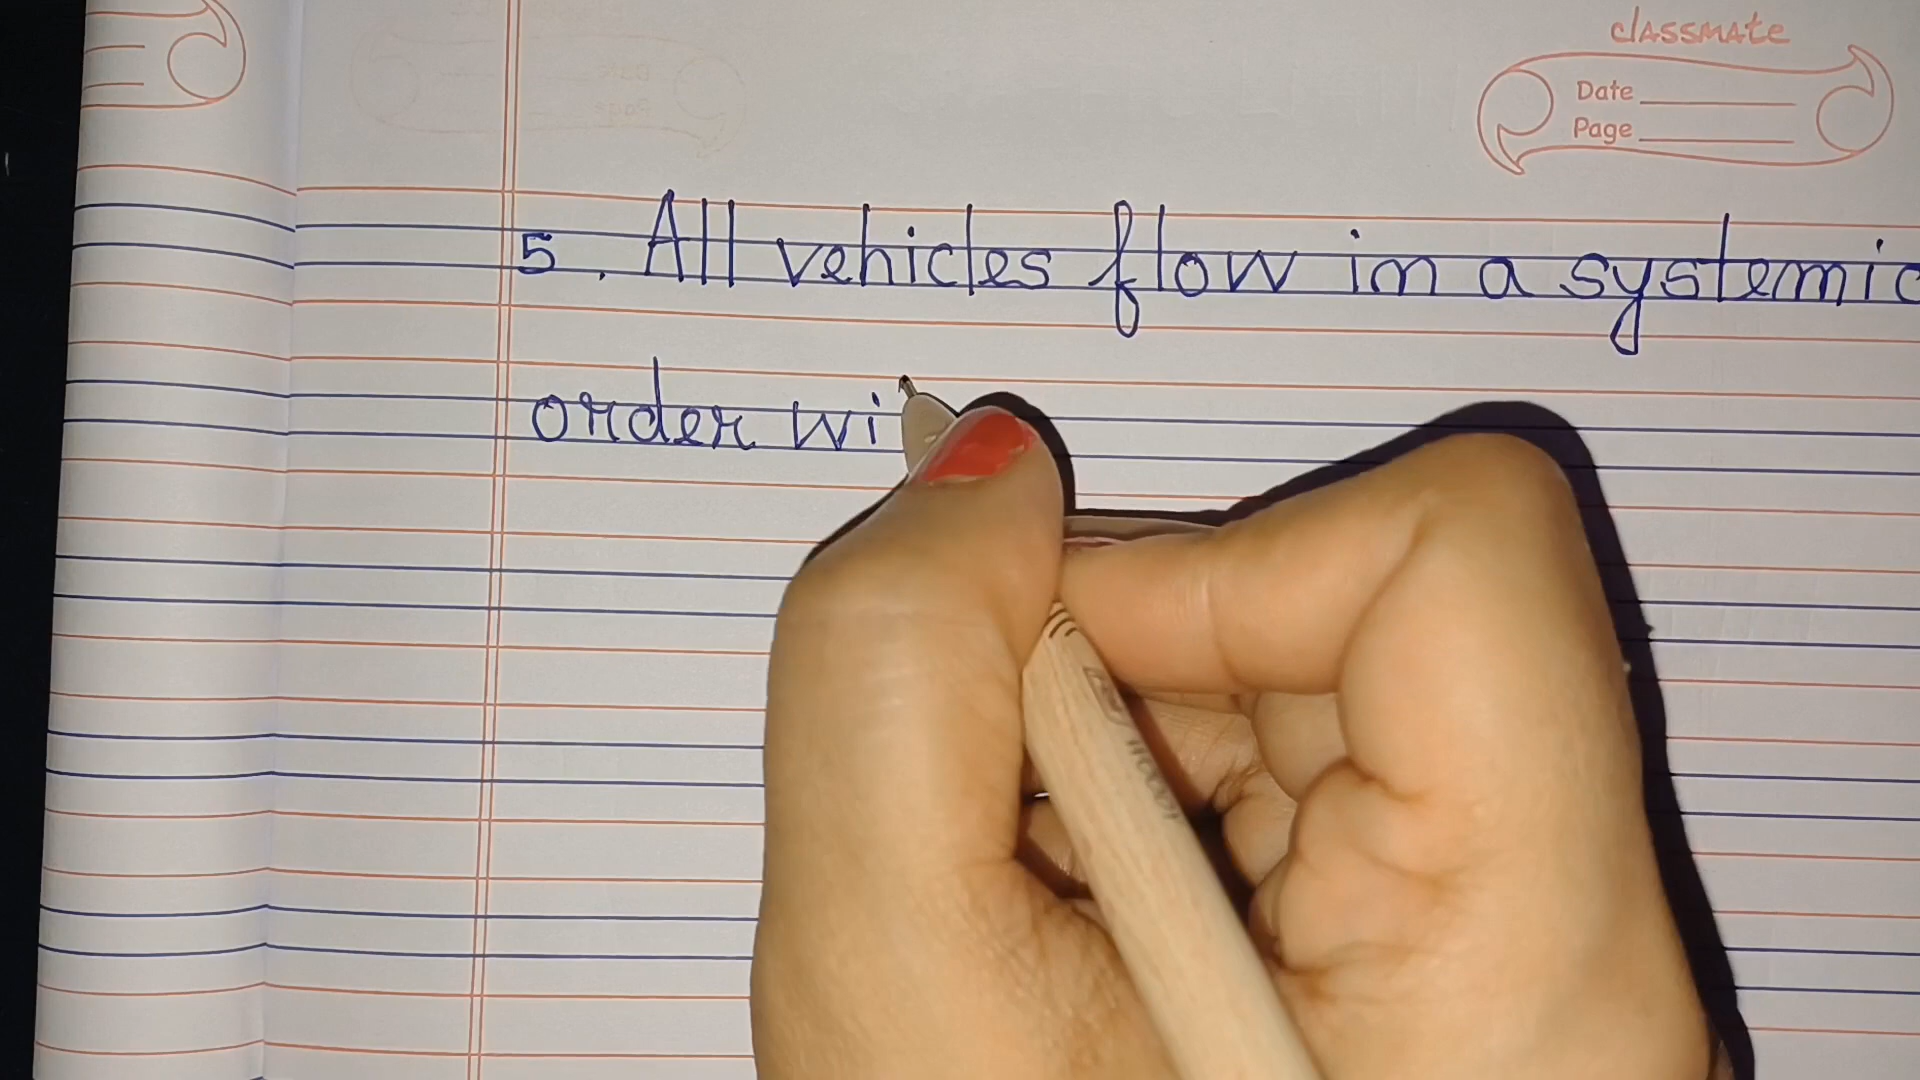 classmate
Date
Page
5. All vehicles flow in a systemic
order wi